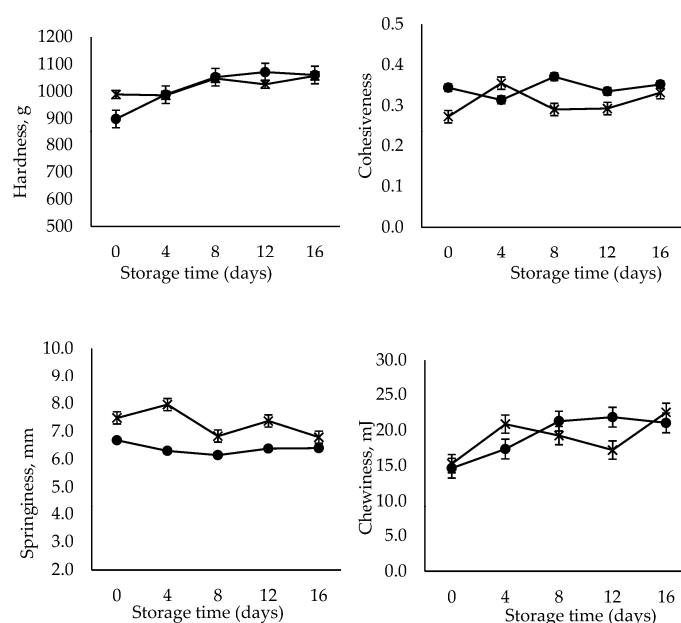 1200
1100
1000
900
800
700
600
500
Hardness, g
0 4 8 12 16
Storage time (days)
0.5
0.4
0.3
0.2
0.1
0.0
Cohesiveness
0 4 8 12 16
Storage time (days)
10.0
9.0
8.0
7.0
6.0
5.0
4.0
3.0
2.0
Springiness, mm
0 4 8 12 16
Storage time (days)
30.0
25.0
20.0
15.0
10.0
5.0
0.0
Chewiness, mJ
0 4 8 12 16
Storage time (days)